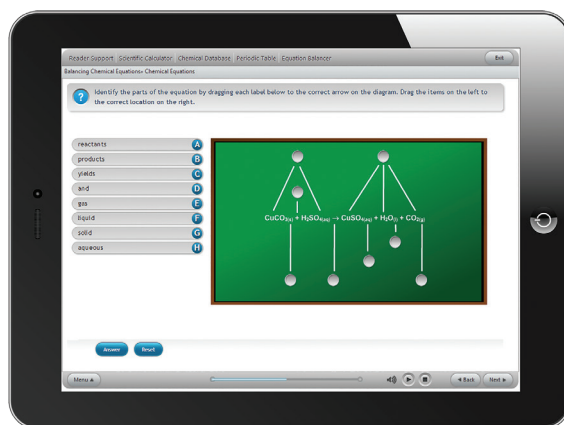 Reader Support Scientific Calculator Chemical Database Periodic Table Equation Balancer Exit
Balancing Chemical Equations> Chemical Equations
? Identify the parts of the equation by dragging each label below to the correct arrow on the diagram. Drag the items on the left to
the correct location on the right.
reactants A
products B
yields C
and D
gas E
liquid F
solid G
aqueous H
CuCO3(s) + H2SO4(aq) → CuSO4(aq) + H2O(l) + CO2(g)
Answer Reset
Menu ▲ ◀ Back Next ▶